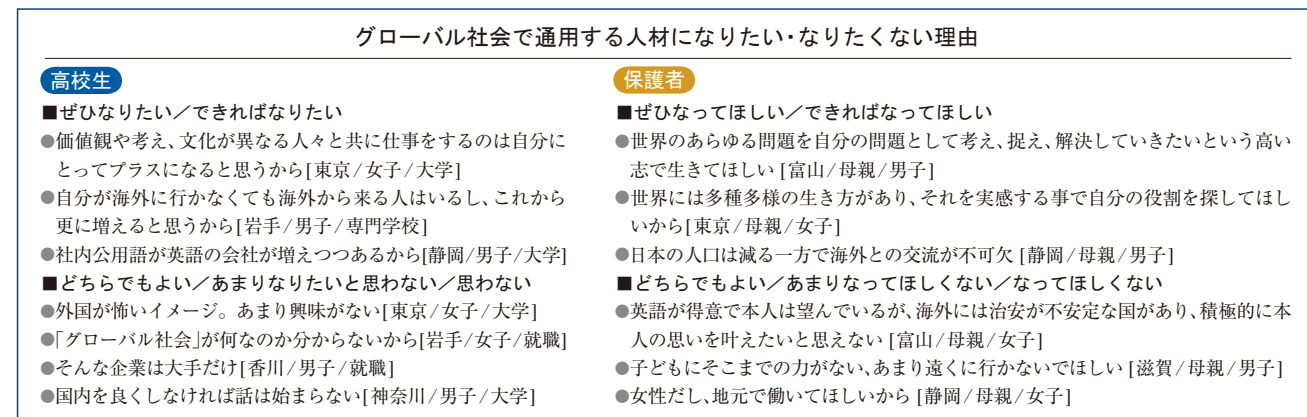 グローバル社会で通用する人材になりたい・なりたくない理由
高校生
■ぜひなりたい／できればなりたい
●価値観や考え、文化が異なる人々と共に仕事をするのは自分に
とってプラスになると思うから[東京/女子/大学]
●自分が海外に行かなくても海外から来る人はいるし、これから
更に増えると思うから[岩手/男子/専門学校]
●社内公用語が英語の会社が増えつつあるから[静岡/男子/大学]
■どちらでもよい／あまりなりたいと思わない／思わない
●外国が怖いイメージ。あまり興味がない[東京/女子/大学]
●「グローバル社会」が何なのか分からないから[岩手/女子/就職]
●そんな企業は大手だけ[香川/男子/就職]
●国内を良くしなければ話は始まらない[神奈川/男子/大学]
保護者
■ぜひなってほしい／できればなってほしい
●世界のあらゆる問題を自分の問題として考え、捉え、解決していきたいという高い
志で生きてほしい [富山/母親/男子]
●世界には多種多様の生き方があり、それを実感する事で自分の役割を探してほし
いから[東京/母親/女子]
●日本の人口は減る一方で海外との交流が不可欠 [静岡/母親/男子]
■どちらでもよい／あまりなってほしくない／なってほしくない
●英語が得意で本人は望んでいるが、海外には治安が不安定な国があり、積極的に本
人の思いを叶えたいと思えない [富山/母親/女子]
●子どもにそこまでの力がない、あまり遠くに行かないでほしい [滋賀/母親/男子]
●女性だし、地元で働いてほしいから [静岡/母親/女子]